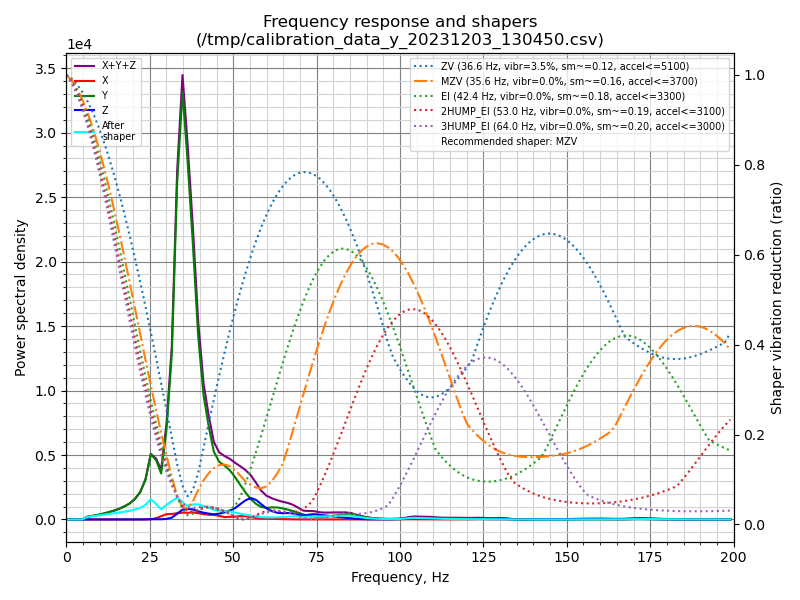 Frequency response and shapers
(/tmp/calibration_data_y_20231203_130450.csv)
1e4
X+Y+Z
X
Y
Z
After
shaper
ZV (36.6 Hz, vibr=3.5%, sm~=0.12, accel<=5100)
MZV (35.6 Hz, vibr=0.0%, sm~=0.16, accel<=3700)
EI (42.4 Hz, vibr=0.0%, sm~=0.18, accel<=3300)
2HUMP_EI (53.0 Hz, vibr=0.0%, sm~=0.19, accel<=3100)
3HUMP_EI (64.0 Hz, vibr=0.0%, sm~=0.20, accel<=3000)
Recommended shaper: MZV
Power spectral density
3.5
3.0
2.5
2.0
1.5
1.0
0.5
0.0
1.0
0.8
0.6
0.4
0.2
0.0
Shaper vibration reduction (ratio)
0 25 50 75 100 125 150 175 200
Frequency, Hz